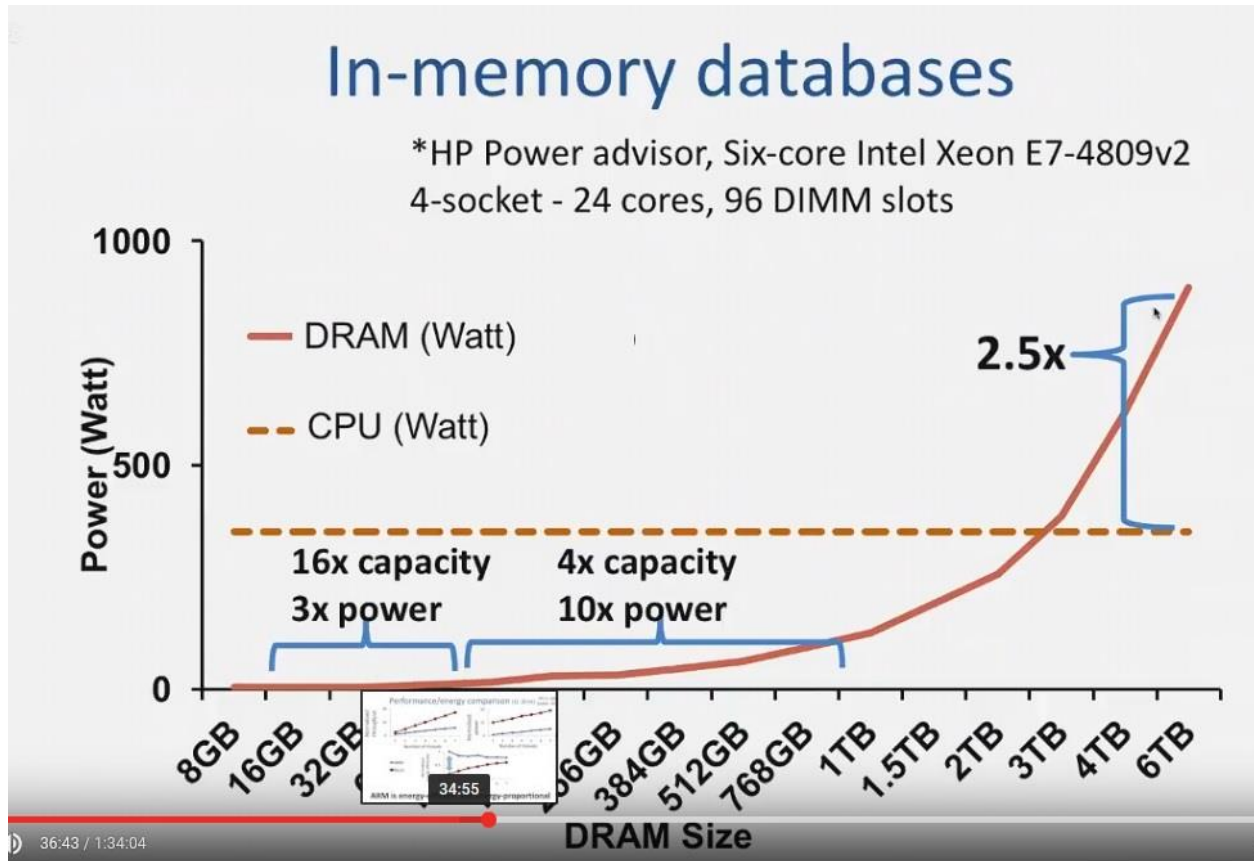 In-memory databases
*HP Power advisor, Six-core Intel Xeon E7-4809v2
4-socket - 24 cores, 96 DIMM slots
1000
500
0
Power (Watt)
DRAM (Watt)
CPU (Watt)
2.5x
16x capacity
3x power
4x capacity
10x power
8GB
16GB
32GB
384GB
512GB
768GB
1TB
1.5TB
2TB
3TB
4TB
6TB
DRAM Size
Performance/energy comparison
34:55
36:43 / 1:34:04